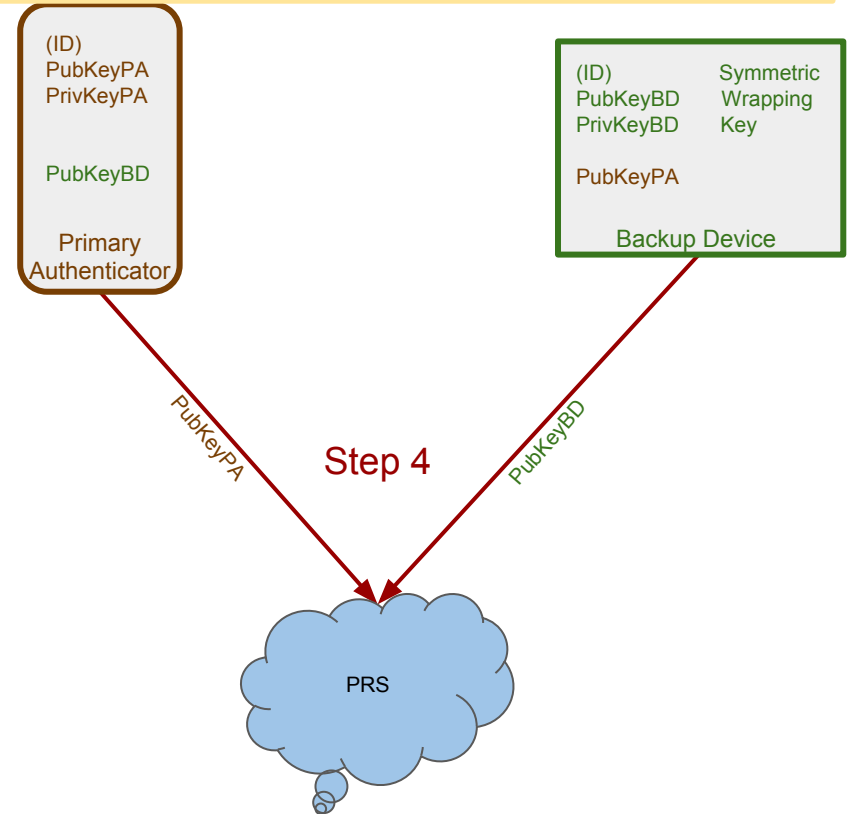 (ID)
PubKeyPA
PrivKeyPA
PubKeyBD
Primary
Authenticator
(ID) Symmetric
PubKeyBD Wrapping
PrivKeyBD Key
PubKeyPA
Backup Device
PubKeyPA
Step 4
PubKeyBD
PRS